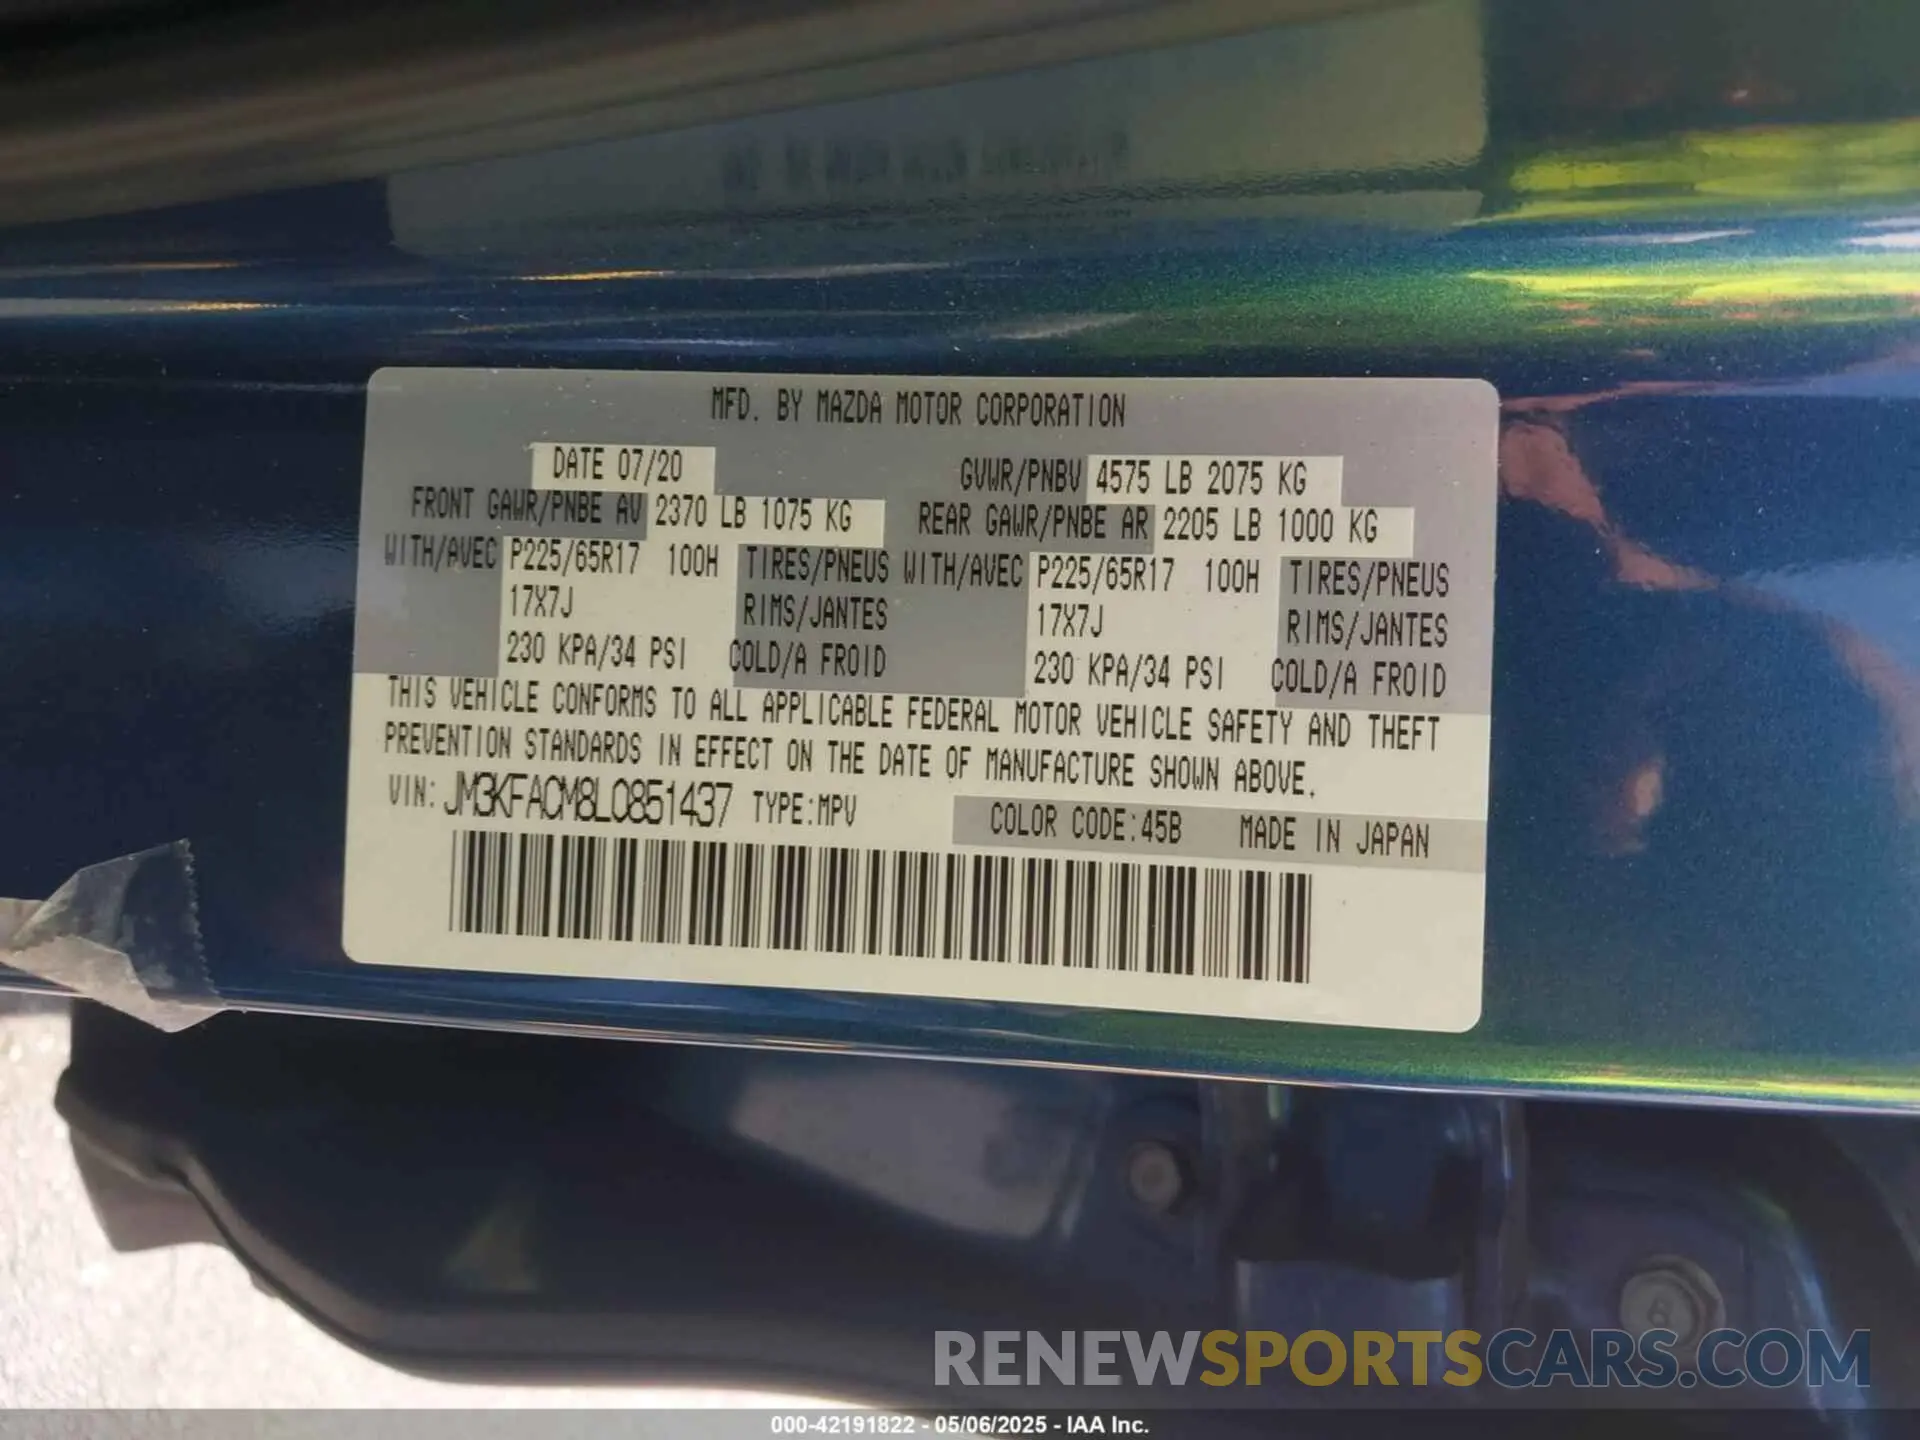 MFD. BY MAZDA MOTOR CORPORATION
DATE 07/20 GVWR/PNBV 4575 LB 2075 KG
FRONT GAWR/PNBE AV 2370 LB 1075 KG REAR GAWR/PNBE AR 2205 LB 1000 KG
WITH/AVEC P225/65R17 100H TIRES/PNEUS WITH/AVEC P225/65R17 100H TIRES/PNEUS
17X7J RIMS/JANTES 17X7J RIMS/JANTES
230 KPA/34 PSI COLD/A FROID 230 KPA/34 PSI COLD/A FROID
THIS VEHICLE CONFORMS TO ALL APPLICABLE FEDERAL MOTOR VEHICLE SAFETY AND THEFT
PREVENTION STANDARDS IN EFFECT ON THE DATE OF MANUFACTURE SHOWN ABOVE.
VIN: JM3KFACM8L0851437 TYPE:MPV COLOR CODE:45B MADE IN JAPAN
RENEWSPORTSCARS.COM
000-42191822 - 05/06/2025 - IAA Inc.